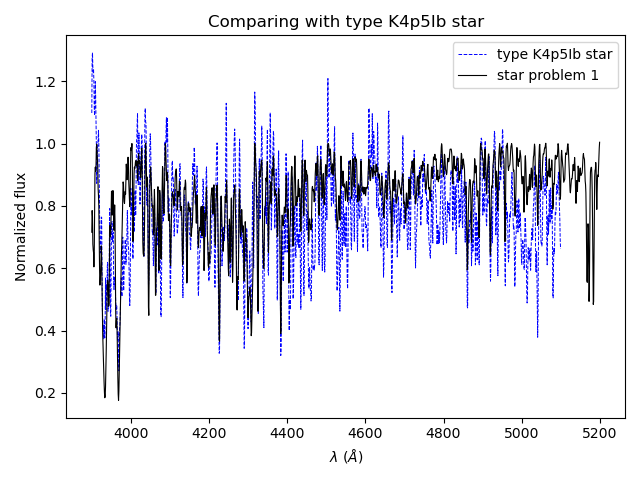 Comparing with type K4p5Ib star
type K4p5Ib star
star problem 1
Normalized flux
1.2
1.0
0.8
0.6
0.4
0.2
4000 4200 4400 4600 4800 5000 5200
λ (Å)